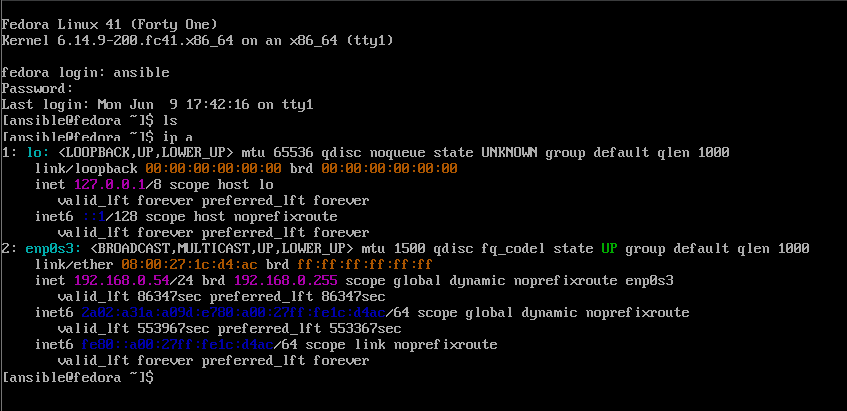 Fedora Linux 41 (Forty One)
Kernel 6.14.9-200.fc41.x86_64 on an x86_64 (tty1)
fedora login: ansible
Password:
Last login: Mon Jun  9 17:42:16 on tty1
[ansible@fedora ~]$ ls
[ansible@fedora ~]$ ip a
1: lo: <LOOPBACK,UP,LOWER_UP> mtu 65536 qdisc noqueue state UNKNOWN group default qlen 1000
    link/loopback 00:00:00:00:00:00 brd 00:00:00:00:00:00
    inet 127.0.0.1/8 scope host lo
       valid_lft forever preferred_lft forever
    inet6 ::1/128 scope host noprefixroute
       valid_lft forever preferred_lft forever
2: enp0s3: <BROADCAST,MULTICAST,UP,LOWER_UP> mtu 1500 qdisc fq_codel state UP group default qlen 1000
    link/ether 08:00:27:1c:d4:ac brd ff:ff:ff:ff:ff:ff
    inet 192.168.0.54/24 brd 192.168.0.255 scope global dynamic noprefixroute enp0s3
       valid_lft 86347sec preferred_lft 86347sec
    inet6 2a02:a31a:a09d:e700:a00:27ff:fe1c:d4ac/64 scope global dynamic noprefixroute
       valid_lft 553967sec preferred_lft 553367sec
    inet6 fe80::a00:27ff:fe1c:d4ac/64 scope link noprefixroute
       valid_lft forever preferred_lft forever
[ansible@fedora ~]$